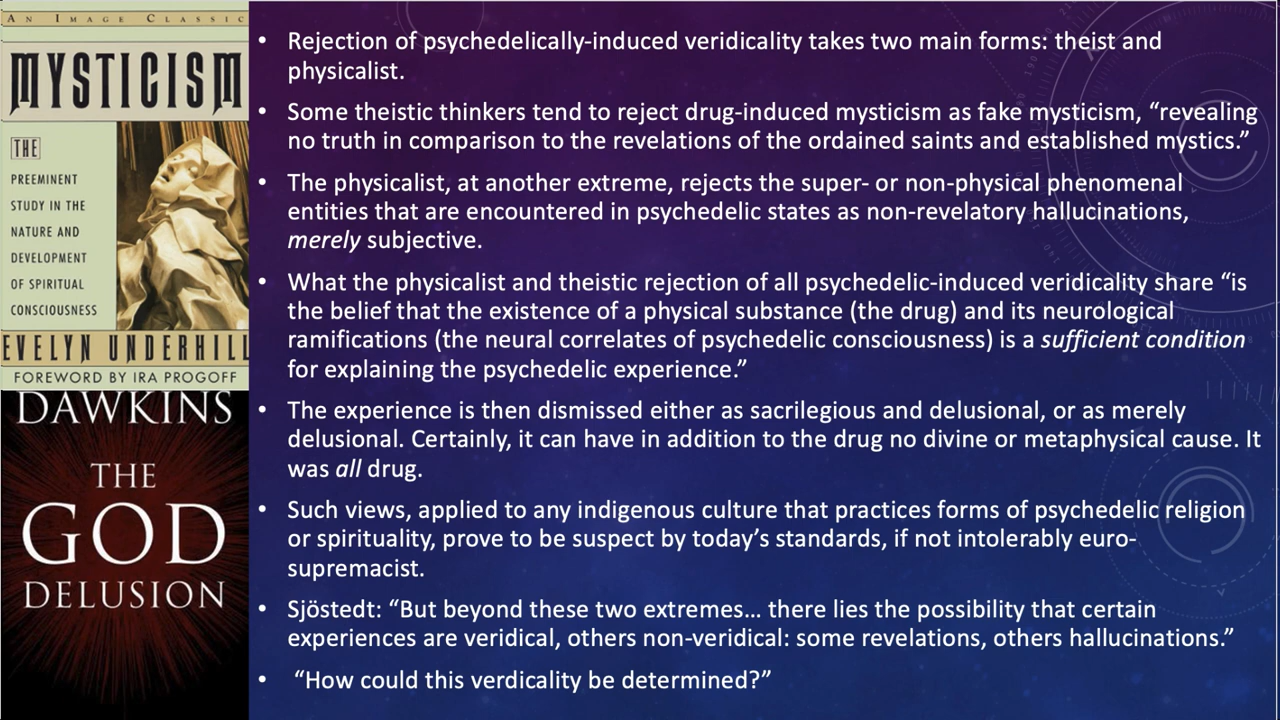 AN IMAGE CLASSIC
MYSTICISM
THE
PREEMINENT
STUDY IN THE
NATURE AND
DEVELOPMENT
OF SPIRITUAL
CONSCIOUSNESS
EVELYN UNDERHILL
FOREWORD BY IRA PROGOFF
DAWKINS
THE
GOD
DELUSION
• Rejection of psychedelically-induced veridicality takes two main forms: theist and
physicalist.
• Some theistic thinkers tend to reject drug-induced mysticism as fake mysticism, “revealing
no truth in comparison to the revelations of the ordained saints and established mystics.”
• The physicalist, at another extreme, rejects the super- or non-physical phenomenal
entities that are encountered in psychedelic states as non-revelatory hallucinations,
merely subjective.
• What the physicalist and theistic rejection of all psychedelic-induced veridicality share “is
the belief that the existence of a physical substance (the drug) and its neurological
ramifications (the neural correlates of psychedelic consciousness) is a sufficient condition
for explaining the psychedelic experience.”
• The experience is then dismissed either as sacrilegious and delusional, or as merely
delusional. Certainly, it can have in addition to the drug no divine or metaphysical cause. It
was all drug.
• Such views, applied to any indigenous culture that practices forms of psychedelic religion
or spirituality, prove to be suspect by today’s standards, if not intolerably euro-
supremacist.
• Sjöstedt: “But beyond these two extremes… there lies the possibility that certain
experiences are veridical, others non-veridical: some revelations, others hallucinations.”
• “How could this verdicality be determined?”